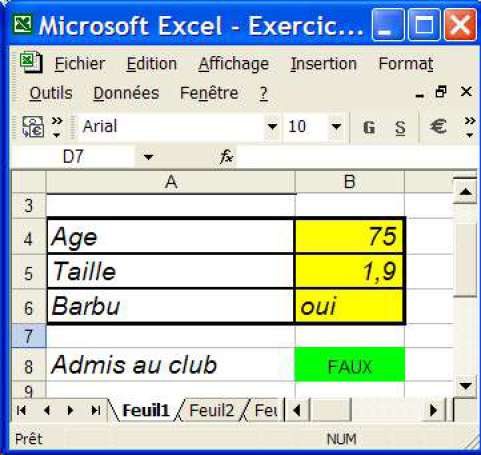 Microsoft Excel - Exercic...
Fichier Edition Affichage Insertion Format
Outils Données Fenêtre ?
Arial 10 G S €
D7 fx
A B
3
4 Age 75
5 Taille 1,9
6 Barbu oui
7
8 Admis au club FAUX
9
Feuil1 Feuil2 Feu
Prêt NUM